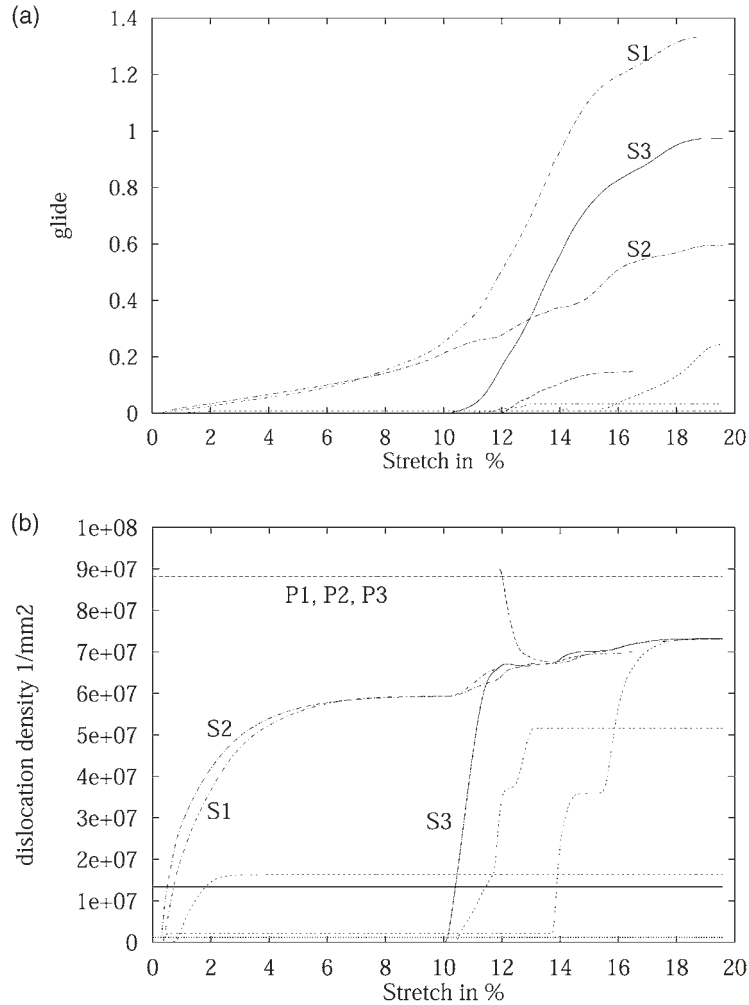 (a)
1.4
1.2
1
0.8
0.6
0.4
0.2
0
glide
S1
S3
S2
0 2 4 6 8 10 12 14 16 18 20
Stretch in %
(b)
1e+08
9e+07
8e+07
7e+07
6e+07
5e+07
4e+07
3e+07
2e+07
1e+07
0
dislocation density 1/mm2
P1, P2, P3
S2
S1
S3
0 2 4 6 8 10 12 14 16 18 20
Stretch in %